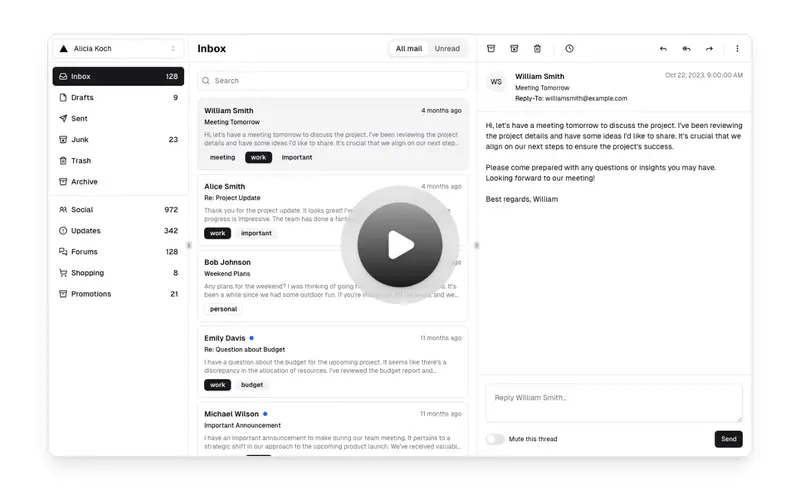 Alicia Koch
Inbox 128
Drafts 9
Sent
Junk 23
Trash
Archive
Social 972
Updates 342
Forums 128
Shopping 8
Promotions 21
Inbox
All mail Unread
Search
William Smith 4 months ago
Meeting Tomorrow
Hi, let's have a meeting tomorrow to discuss the project. I've been reviewing the project
details and have some ideas I'd like to share. It's crucial that we align on our next step...
meeting work important
Alice Smith 4 months ago
Re: Project Update
Thank you for the project update. It looks great! I've
progress is impressive. The team has done a
work important
Bob Johnson ago
Weekend Plans
Any plans for the weekend? I was thinking of going
been a while since we had some outdoor fun. If you're and we...
personal
Emily Davis 11 months ago
Re: Question about Budget
I have a question about the budget for the upcoming project. It seems like there's a
discrepancy in the allocation of resources. I've reviewed the budget report and...
work budget
Michael Wilson 11 months ago
Important Announcement
I have an important announcement to make during our team meeting. It pertains to a
strategic shift in our approach to the upcoming product launch. We've received valuabl...
WS
William Smith Oct 22, 2023, 9:00:00 AM
Meeting Tomorrow
Reply-To: williamsmith@example.com
Hi, let's have a meeting tomorrow to discuss the project. I've been reviewing
the project details and have some ideas I'd like to share. It's crucial that we
align on our next steps to ensure the project's success.
Please come prepared with any questions or insights you may have.
Looking forward to our meeting!
Best regards, William
Reply William Smith...
Mute this thread Send